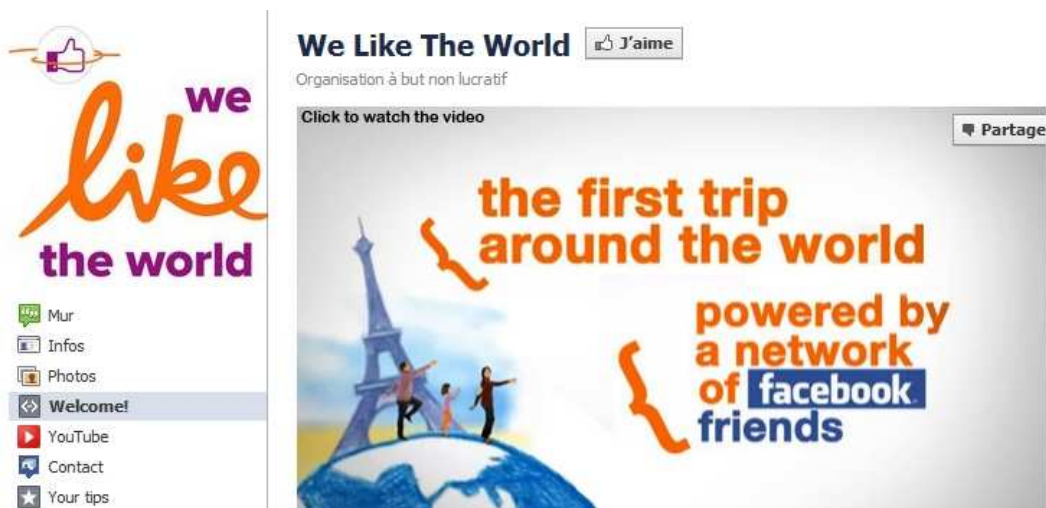 we
like
the world
Mur
Infos
Photos
Welcome!
YouTube
Contact
Your tips
We Like The World
J'aime
Organisation à but non lucratif
Click to watch the video
Partage
the first trip
around the world
powered by
a network
of facebook
friends